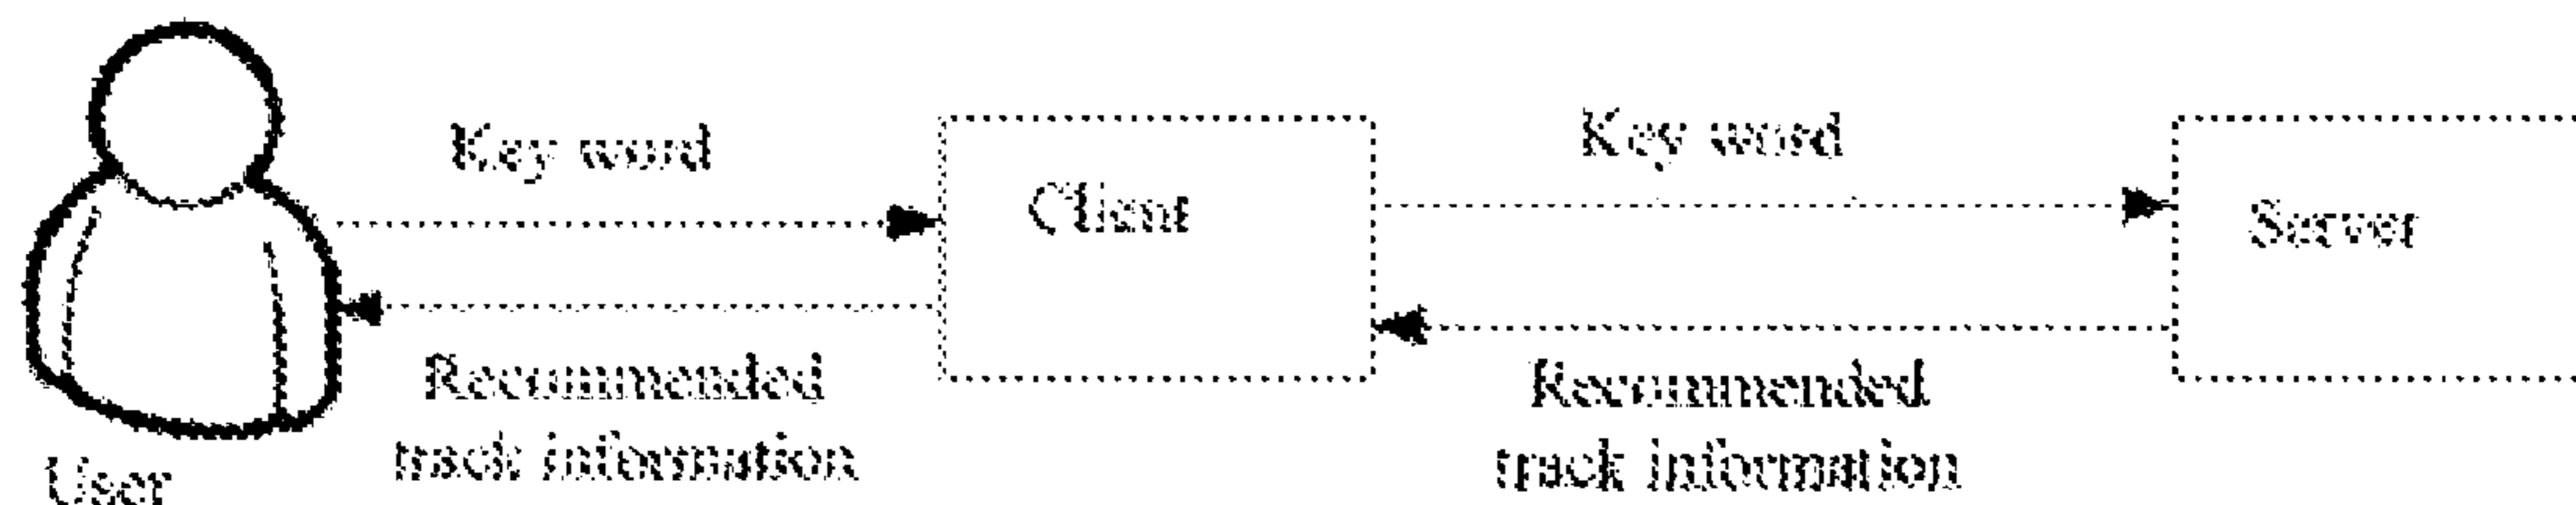 Key word
Key word
Client
Server
Recommended
track information
Recommended
track information
User